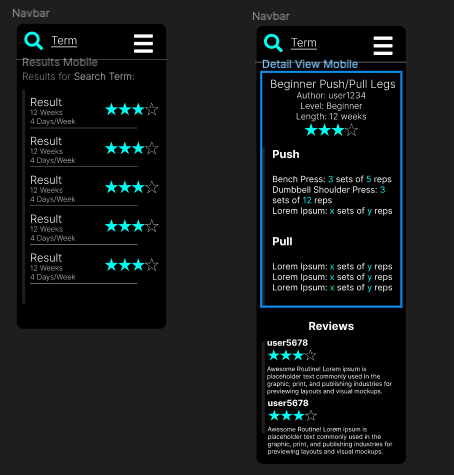 Navbar
Term
Results Mobile
Results for Search Term:
Result
12 Weeks
4 Days/Week
Result
12 Weeks
4 Days/Week
Result
12 Weeks
4 Days/Week
Result
12 Weeks
4 Days/Week
Result
12 Weeks
4 Days/Week
Navbar
Term
Detail View Mobile
Beginner Push/Pull Legs
Author: user1234
Level: Beginner
Length: 12 weeks
Push
Bench Press: 3 sets of 5 reps
Dumbbell Shoulder Press: 3
sets of 12 reps
Lorem Ipsum: x sets of y reps
Pull
Lorem Ipsum: x sets of y reps
Lorem Ipsum: x sets of y reps
Lorem Ipsum: x sets of y reps
Reviews
user5678
Awesome Routine! Lorem ipsum is
placeholder text commonly used in the
graphic, print, and publishing industries for
previewing layouts and visual mockups.
user5678
Awesome Routine! Lorem ipsum is
placeholder text commonly used in the
graphic, print, and publishing industries for
previewing layouts and visual mockups.